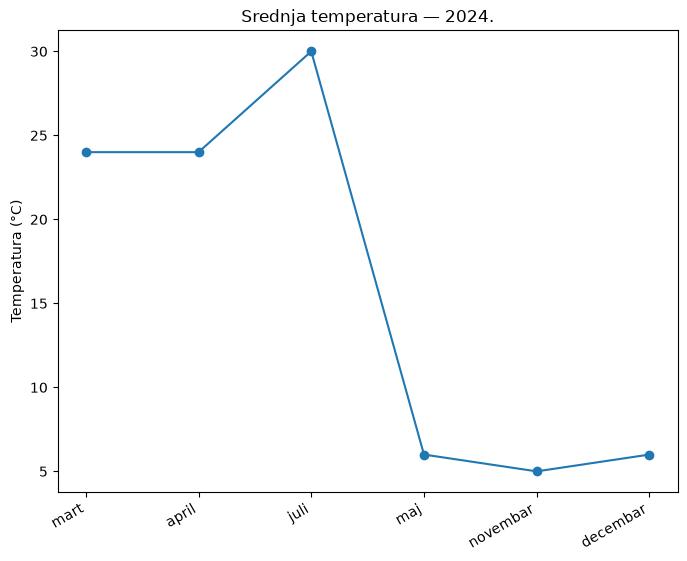 Srednja temperatura — 2024.
Temperatura (°C)
30
25
20
15
10
5
mart
april
juli
maj
novembar
decembar